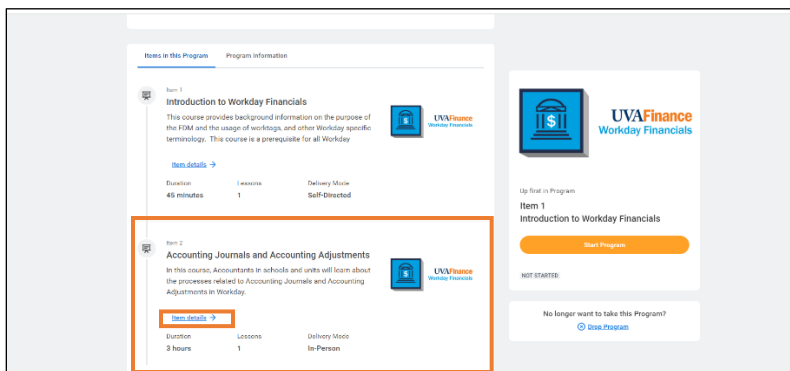 Items in this Program Program Information
Item 1
Introduction to Workday Financials
This course provides background information on the purpose of
the FDM and the usage of worktags, and other Workday specific
terminology. This course is a prerequisite for all Workday
Item details →
Duration Lessons Delivery Mode
45 minutes 1 Self-Directed
$
UVAFinance
Workday Financials
Item 2
Accounting Journals and Accounting Adjustments
In this course, Accountants in schools and units will learn about
the processes related to Accounting Journals and Accounting
Adjustments in Workday.
Item details →
Duration Lessons Delivery Mode
3 hours 1 In-Person
$
UVAFinance
Workday Financials
$
UVAFinance
Workday Financials
Up first in Program
Item 1
Introduction to Workday Financials
Start Program
NOT STARTED
No longer want to take this Program?
Drop Program